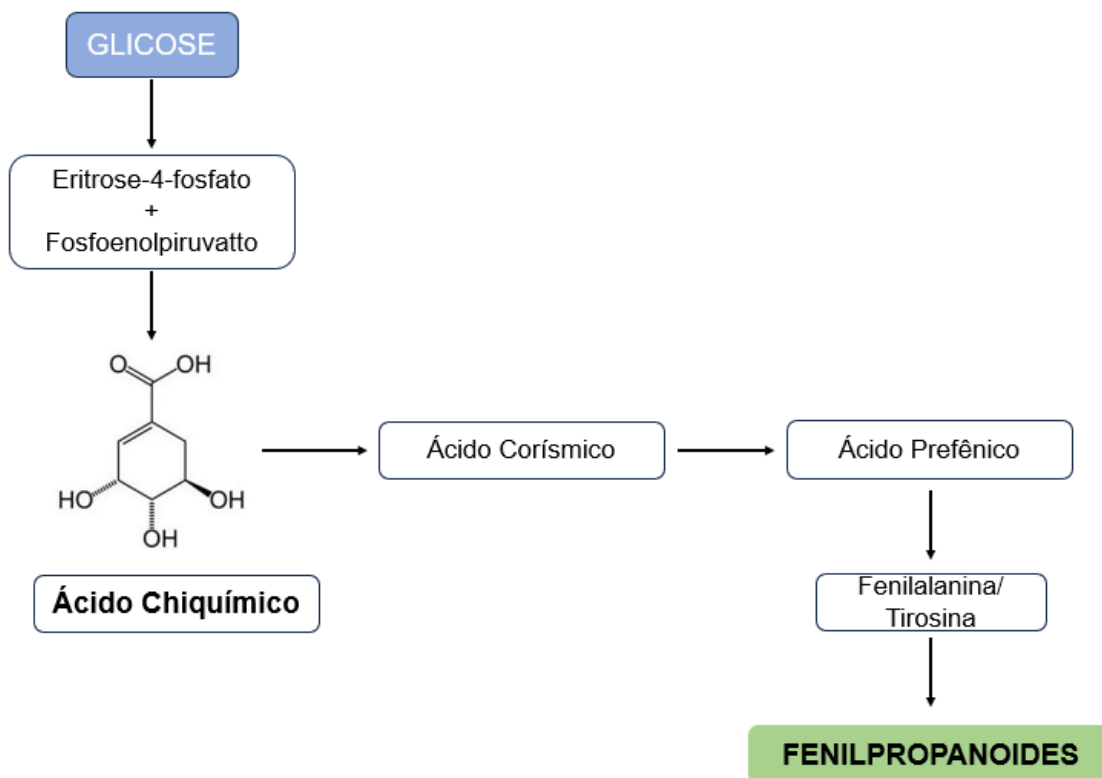 GLICOSE
Eritrose-4-fosfato
+
Fosfoenolpiruvatto
O
OH
HO
OH
OH
Ácido Chiquímico
Ácido Corísmico
Ácido Prefênico
Fenilalanina/
Tirosina
FENILPROPANOIDES